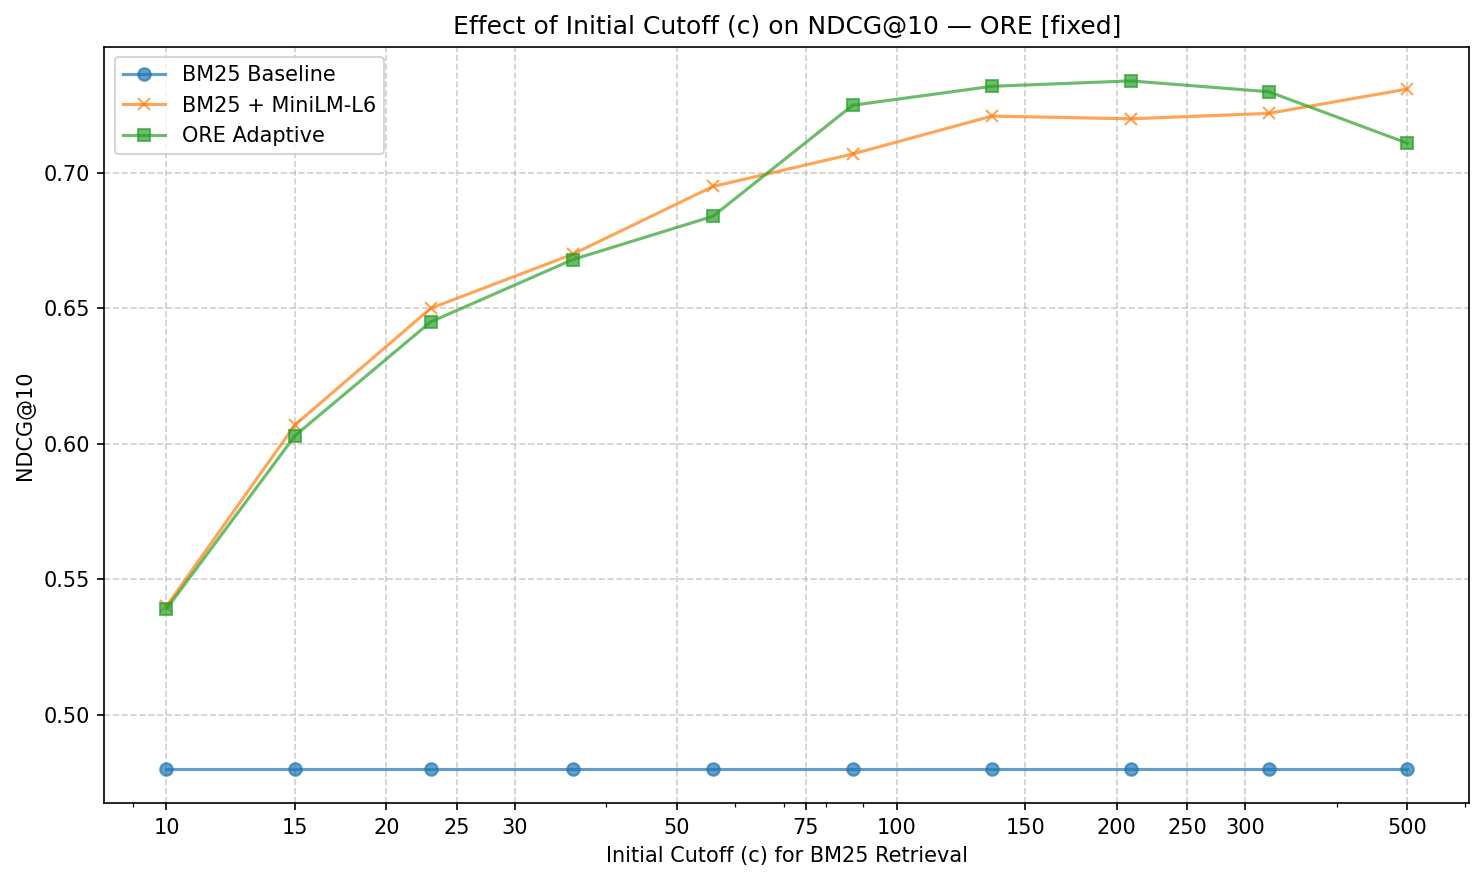 Effect of Initial Cutoff (c) on NDCG@10 — ORE [fixed]
BM25 Baseline
BM25 + MiniLM-L6
ORE Adaptive
NDCG@10
0.70
0.65
0.60
0.55
0.50
10 15 20 25 30 50 75 100 150 200 250 300 500
Initial Cutoff (c) for BM25 Retrieval